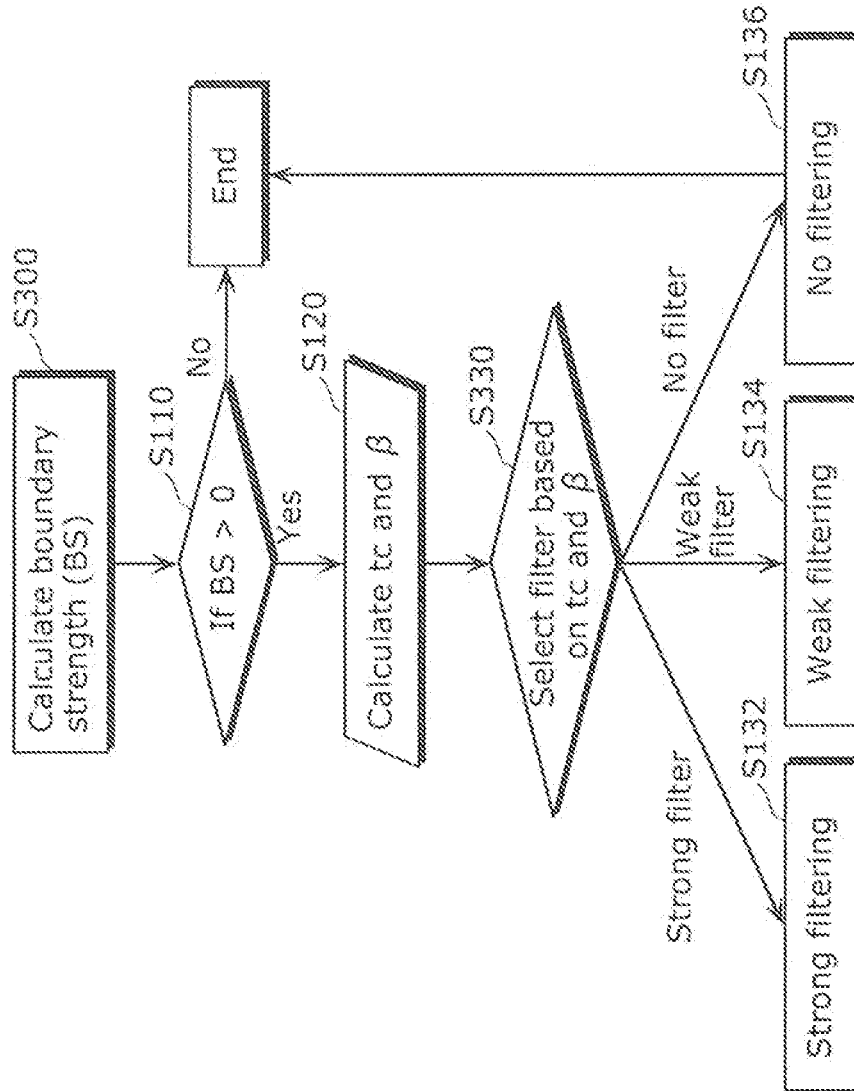 Calculate boundary
strength (BS)
S300
If BS > 0
S110
No
End
Yes
Calculate tc and β
S120
Select filter based
on tc and β
S330
Strong filter
Weak
filter
No filter
Strong filtering
S132
Weak filtering
S134
No filtering
S136